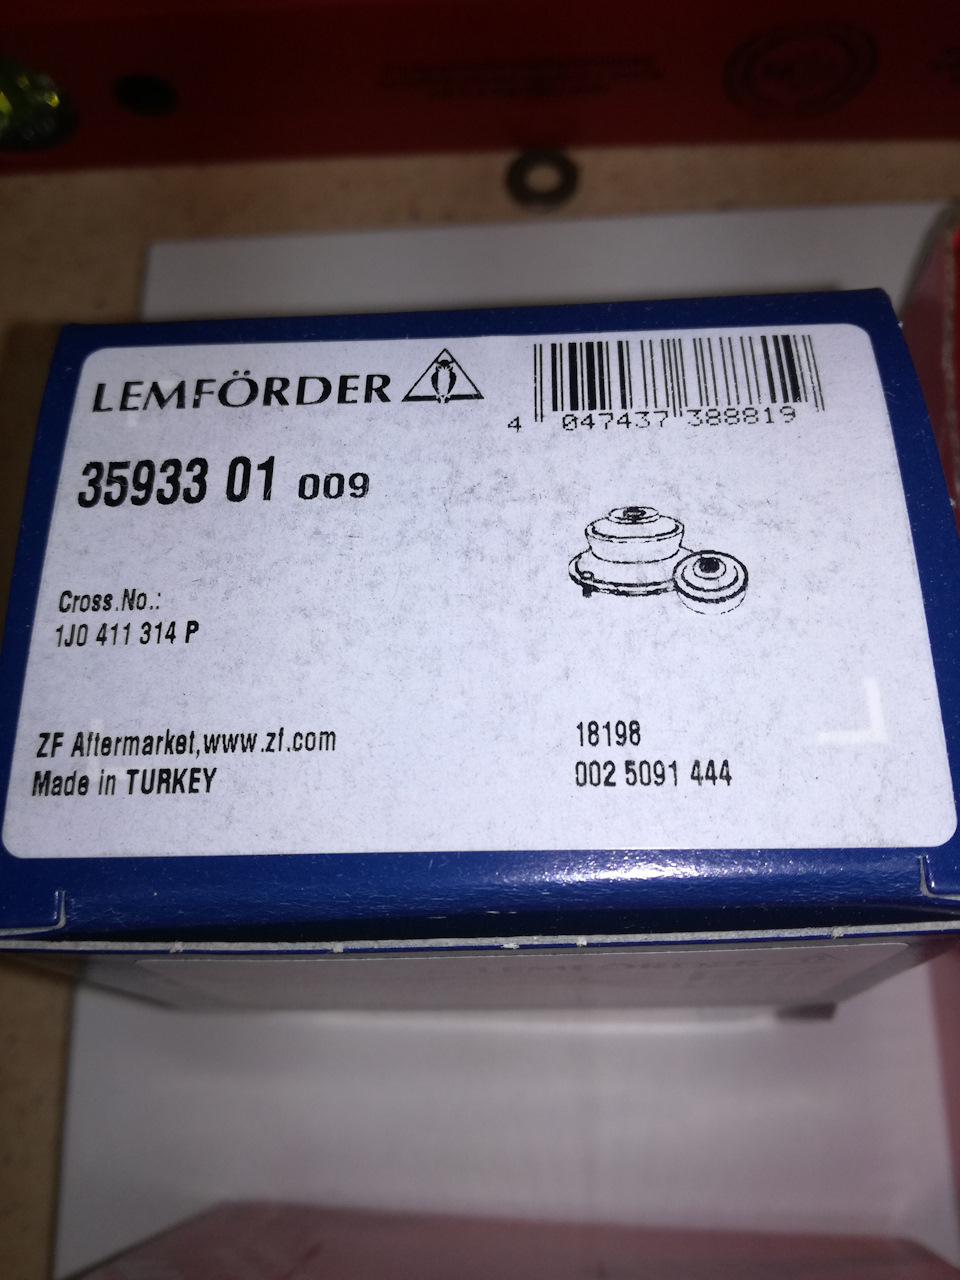 LEMFÖRDER
4 047437 388819
35933 01 009
Cross.No.:
1J0 411 314 P
ZF Aftermarket,www.zf.com
Made in TURKEY
18198
002 5091 444
LEMFÖRDER